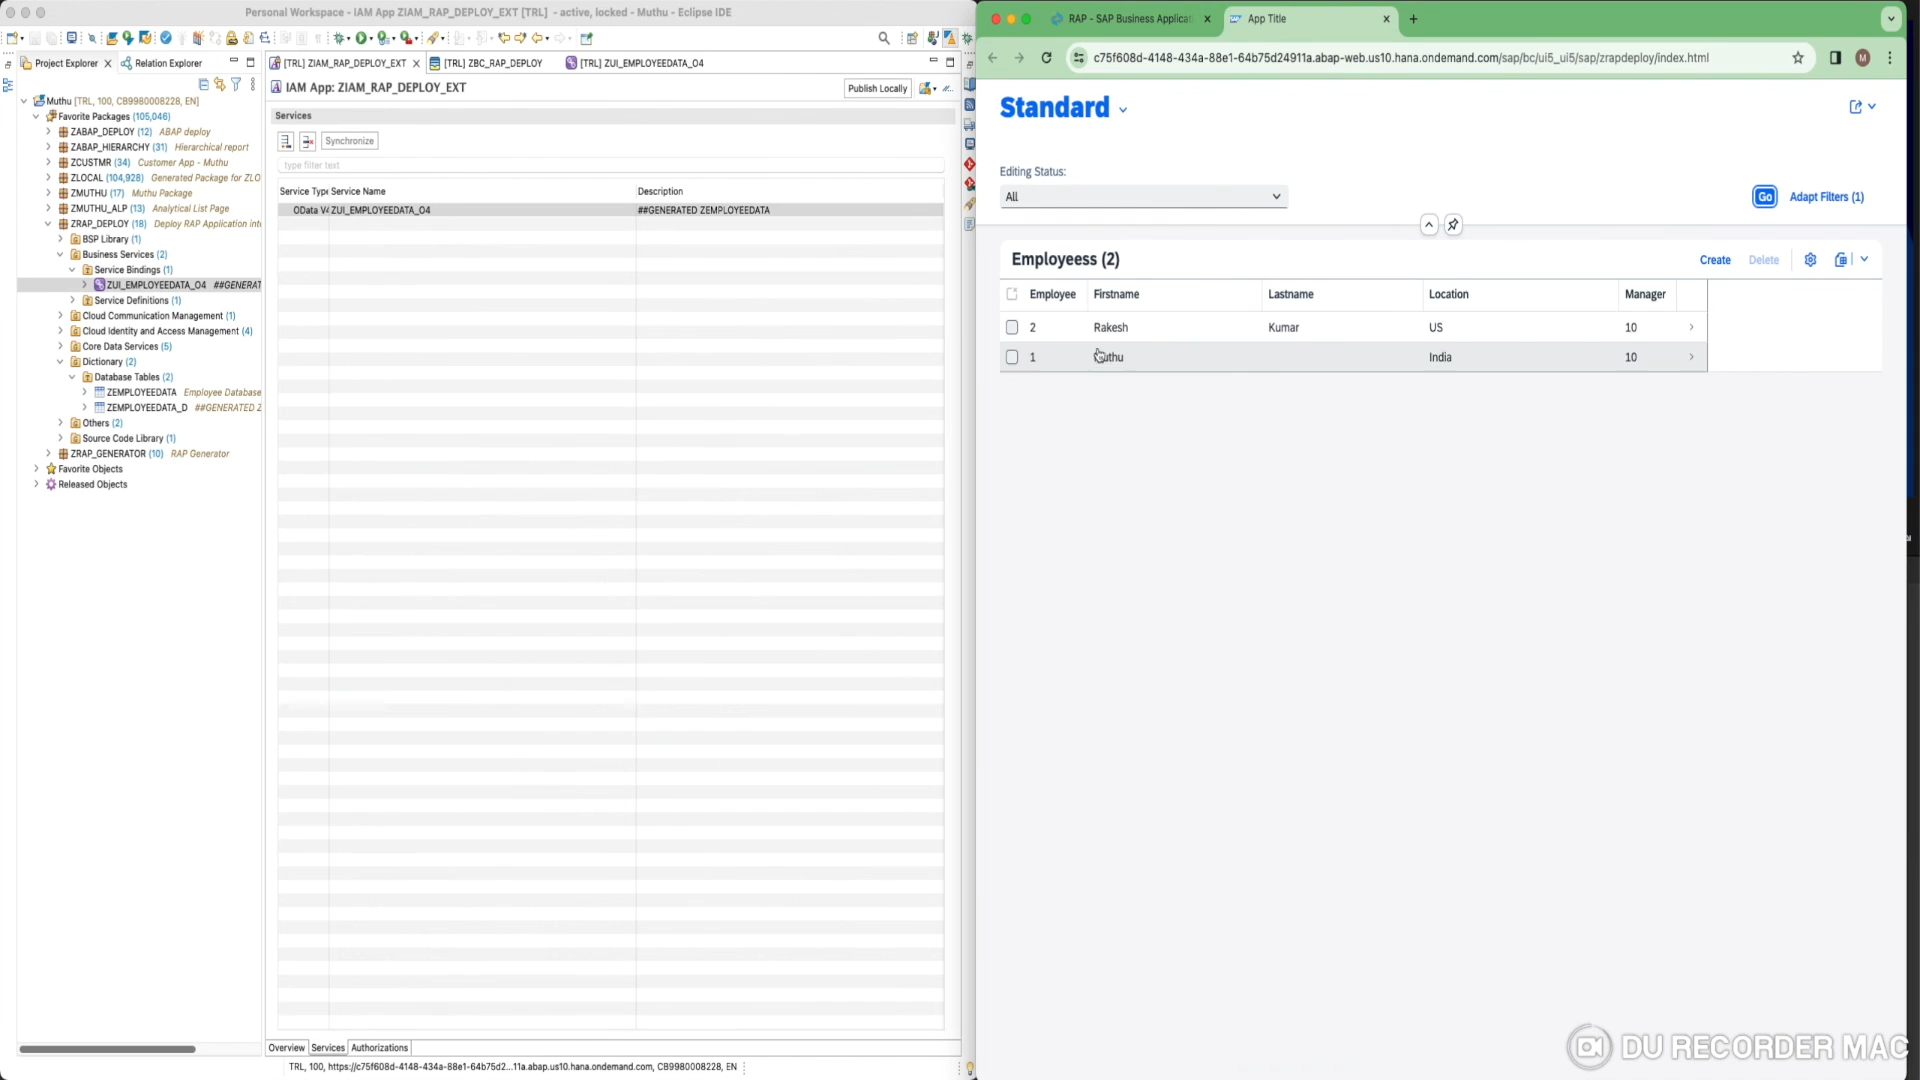 Personal Workspace - IAM App ZIAM_RAP_DEPLOY_EXT [TRL] - active, locked - Muthu - Eclipse IDE
Project Explorer
Relation Explorer
Muthu [TRL, 100, CB9980008228, EN]
Favorite Packages (105,046)
ZABAP_DEPLOY (12) ABAP deploy
ZABAP_HIERARCHY (31) Hierarchical report
ZCUSTMR (34) Customer App - Muthu
ZLOCAL (104,928) Generated Package for ZLO
ZMUTHU (17) Muthu Package
ZMUTHU_ALP (13) Analytical List Page
ZRAP_DEPLOY (18) Deploy RAP Application int
BSP Library (1)
Business Services (2)
Service Bindings (1)
ZUI_EMPLOYEEDATA_O4 ##GENERAT
Service Definitions (1)
Cloud Communication Management (1)
Cloud Identity and Access Management (4)
Core Data Services (5)
Dictionary (2)
Database Tables (2)
ZEMPLOYEEDATA Employee Database
ZEMPLOYEEDATA_D ##GENERATED Z
Others (2)
Source Code Library (1)
ZRAP_GENERATOR (10) RAP Generator
Favorite Objects
Released Objects
[TRL] ZIAM_RAP_DEPLOY_EXT
[TRL] ZBC_RAP_DEPLOY
[TRL] ZUI_EMPLOYEEDATA_O4
IAM App: ZIAM_RAP_DEPLOY_EXT
Publish Locally
Services
Synchronize
type filter text
Service Type Service Name Description
OData V4 ZUI_EMPLOYEEDATA_O4 ##GENERATED ZEMPLOYEEDATA
Overview Services Authorizations
TRL, 100, https://c75f608d-4148-434a-88e1-64b75d2...11a.abap.us10.hana.ondemand.com, CB9980008228, EN
RAP - SAP Business Applicati
App Title
c75f608d-4148-434a-88e1-64b75d24911a.abap-web.us10.hana.ondemand.com/sap/bc/ui5_ui5/sap/zrapdeploy/index.html
M
Standard
Editing Status:
All
Go
Adapt Filters (1)
Employeess (2)
Create Delete
Employee Firstname Lastname Location Manager
2 Rakesh Kumar US 10
1 uthu India 10
DU RECORDER MAC